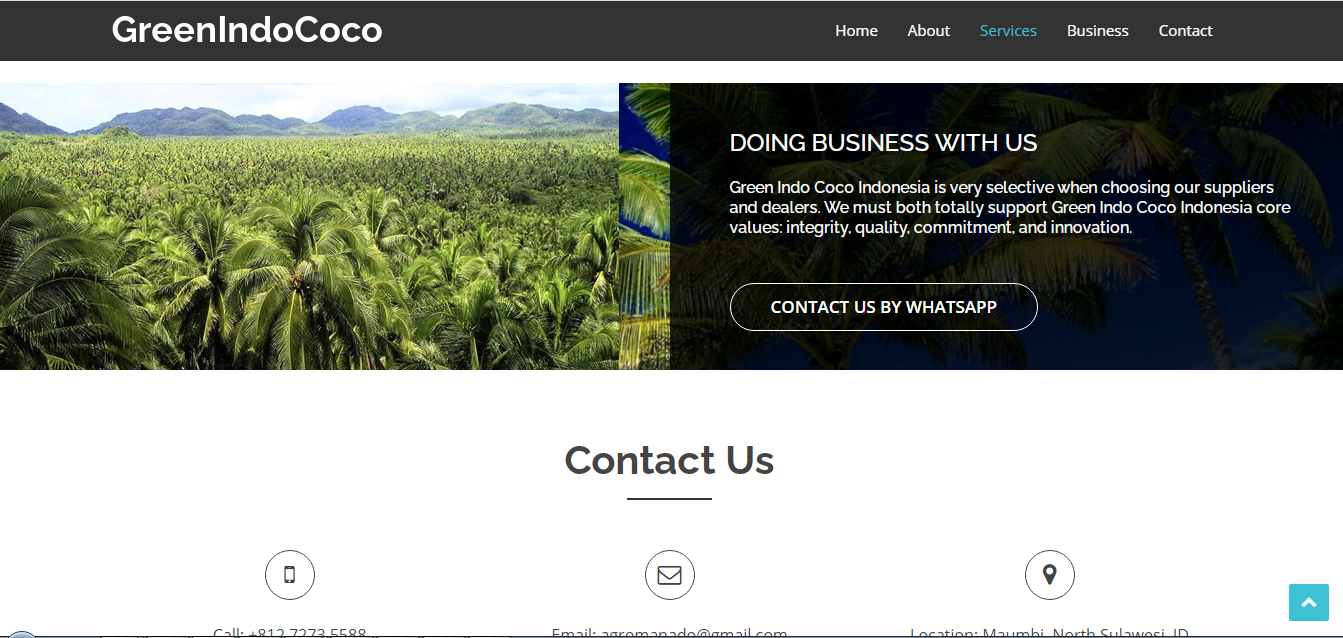 GreenIndoCoco
Home About Services Business Contact
DOING BUSINESS WITH US
Green Indo Coco Indonesia is very selective when choosing our suppliers
and dealers. We must both totally support Green Indo Coco Indonesia core
values: integrity, quality, commitment, and innovation.
CONTACT US BY WHATSAPP
Contact Us
Call: +812 7273 5588
Email: agromanado@gmail.com
Location: Maumbi, North Sulawesi, ID